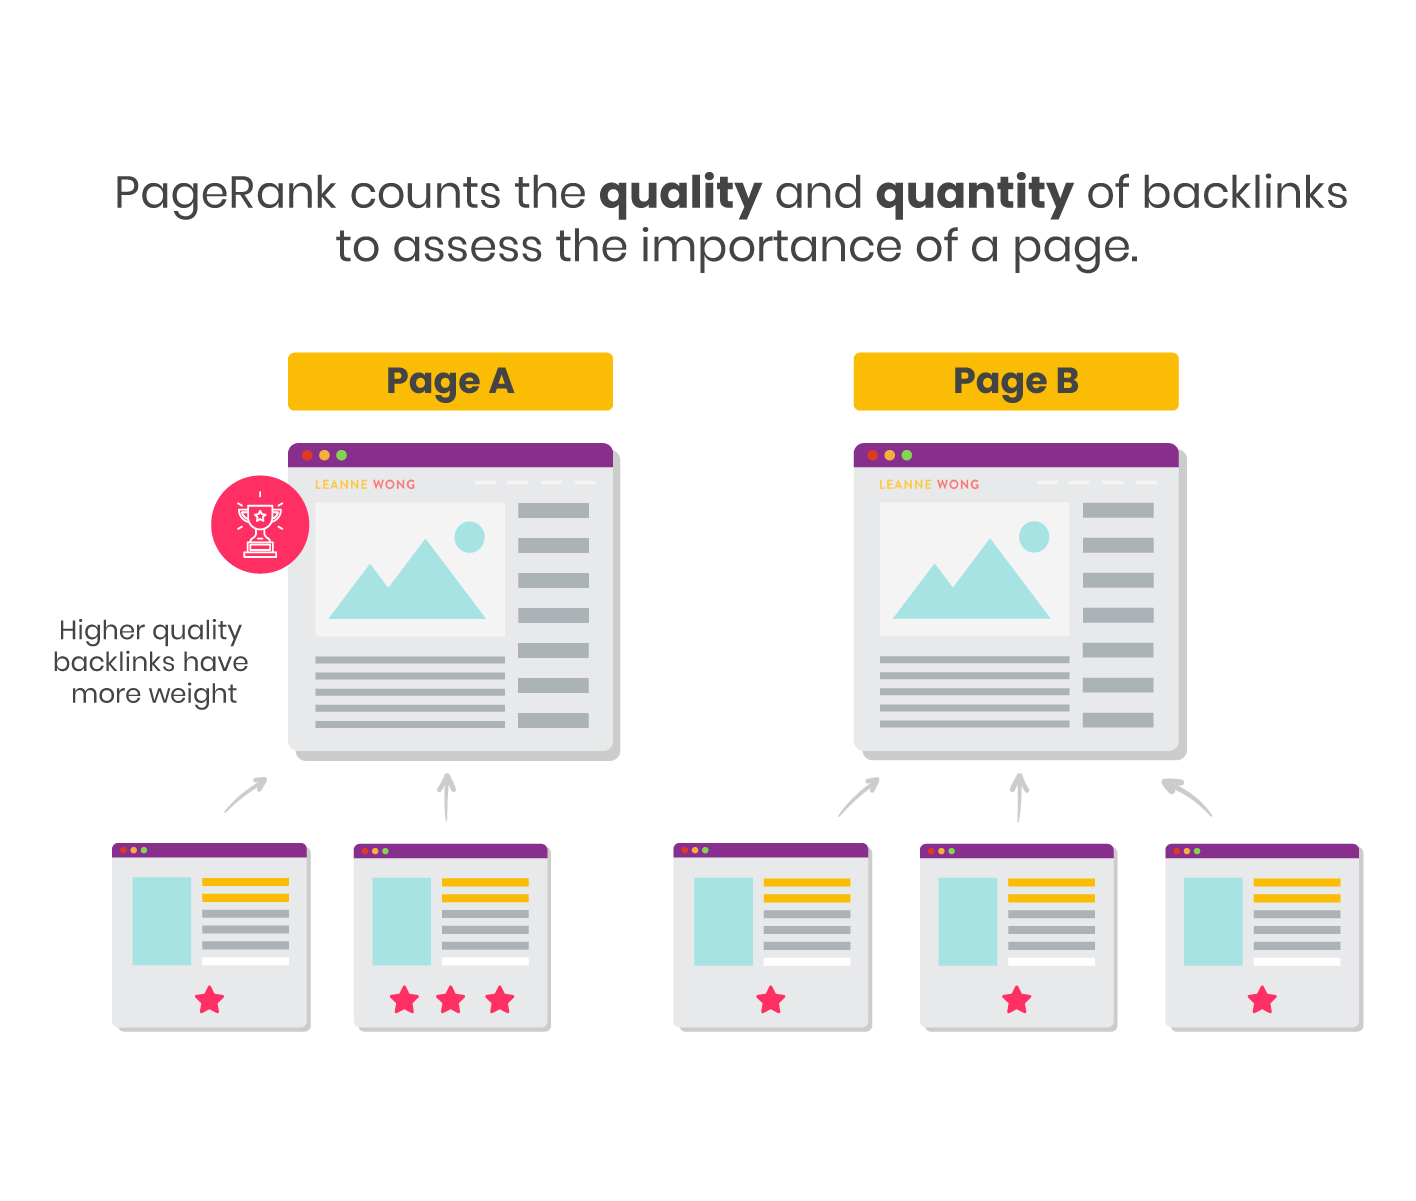 PageRank counts the quality and quantity of backlinks
to assess the importance of a page.
Page A
Page B
LEANNE WONG
LEANNE WONG
Higher quality
backlinks have
more weight